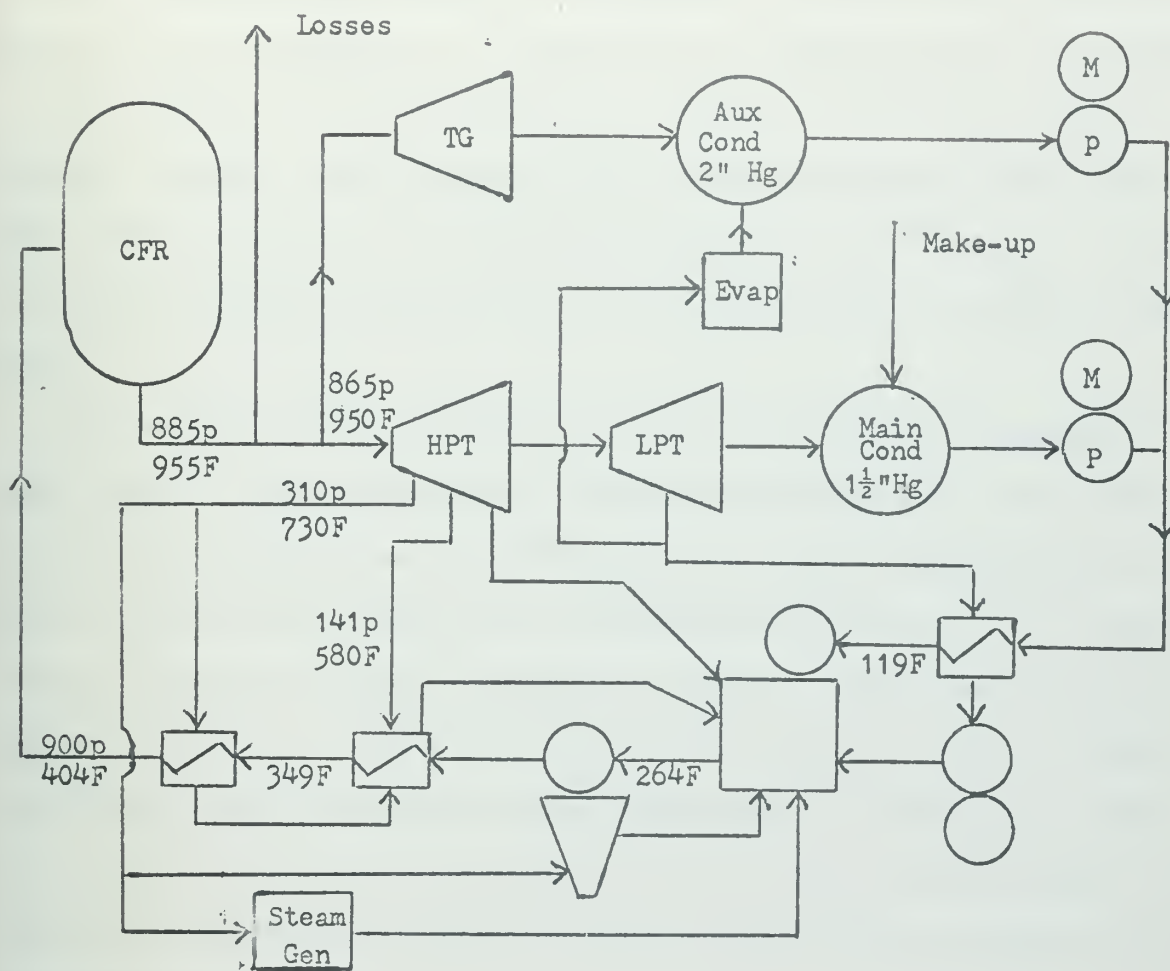 Losses
M
TG
Aux
Cond
2" Hg
p
CFR
Make-up
Evap
865p
950F
M
885p
955F
HPT
LPT
Main
Cond
1½"Hg
P
310p
730F
141p
580F
119F
900p
404F
349F
264F
Steam
Gen